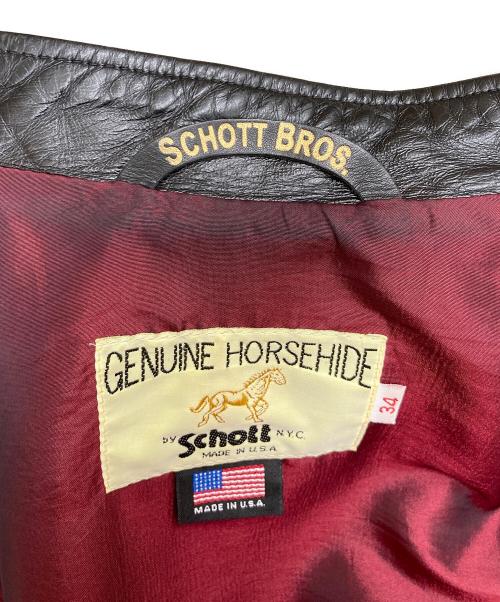 SCHOTT BROS.
GENUINE HORSEHIDE
34
by Schott N.Y.C.
MADE IN U.S.A.
MADE IN U.S.A.